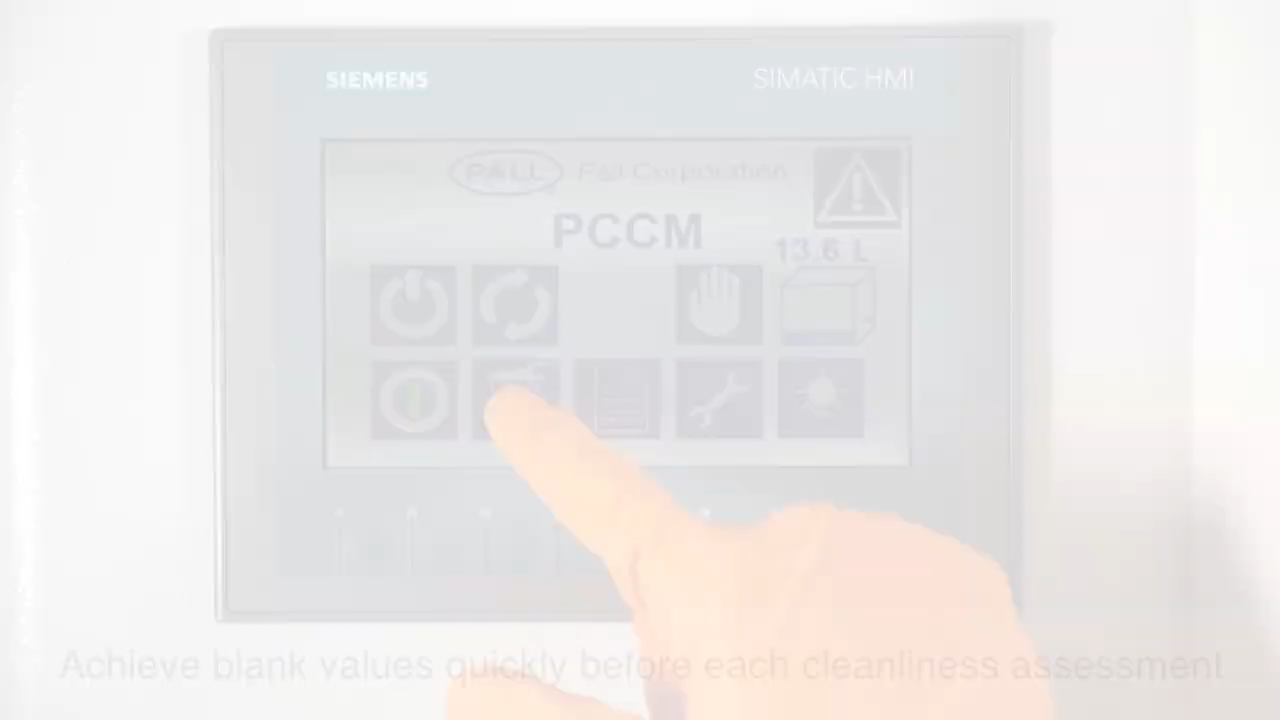 SIEMENS
SIMATIC HMI
PALL Pall Corporation
PCCM
13.6 L
Achieve blank values quickly before each cleanliness assessment